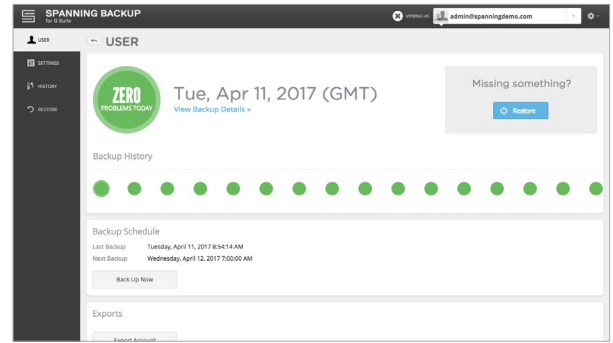 SPANNING BACKUP
for G Suite
VIEWING AS
admin@spanningdemo.com
USER
SETTINGS
HISTORY
RESTORE
USER
ZERO
PROBLEMS TODAY
Tue, Apr 11, 2017 (GMT)
View Backup Details »
Missing something?
Restore
Backup History
Backup Schedule
Last Backup Tuesday, April 11, 2017 8:54:14 AM
Next Backup Wednesday, April 12, 2017 7:00:00 AM
Back Up Now
Exports
Export Account